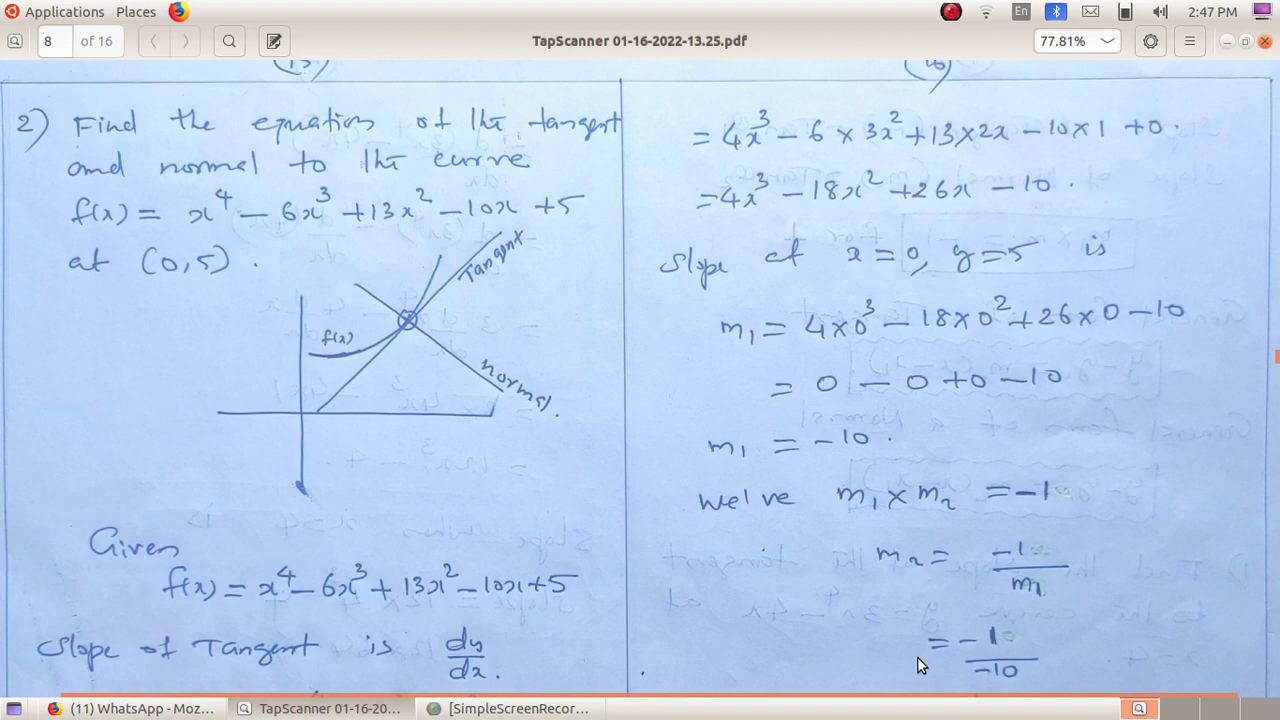 Applications Places En 2:47 PM
8 of 16 TapScanner 01-16-2022-13.25.pdf 77.81%
2) Find the equation of the tangent
and normal to the curve
f(x) = x⁴ - 6x³ + 13x² - 10x + 5
at (0,5).
Tangent
f(x)
normal.
Given
f(x) = x⁴ - 6x³ + 13x² - 10x + 5
Slope of Tangent is dy/dx.
(16)
= 4x³ - 6 × 3x² + 13 × 2x - 10 × 1 + 0.
= 4x³ - 18x² + 26x - 10.
Slope at x = 0, y = 5 is
m₁ = 4×0³ - 18×0² + 26×0 - 10
= 0 - 0 + 0 - 10
m₁ = -10.
We've m₁ × m₂ = -1
m₂ = -1/m₁
= -1/-10
(11) WhatsApp - Moz... TapScanner 01-16-20... [SimpleScreenRecor...